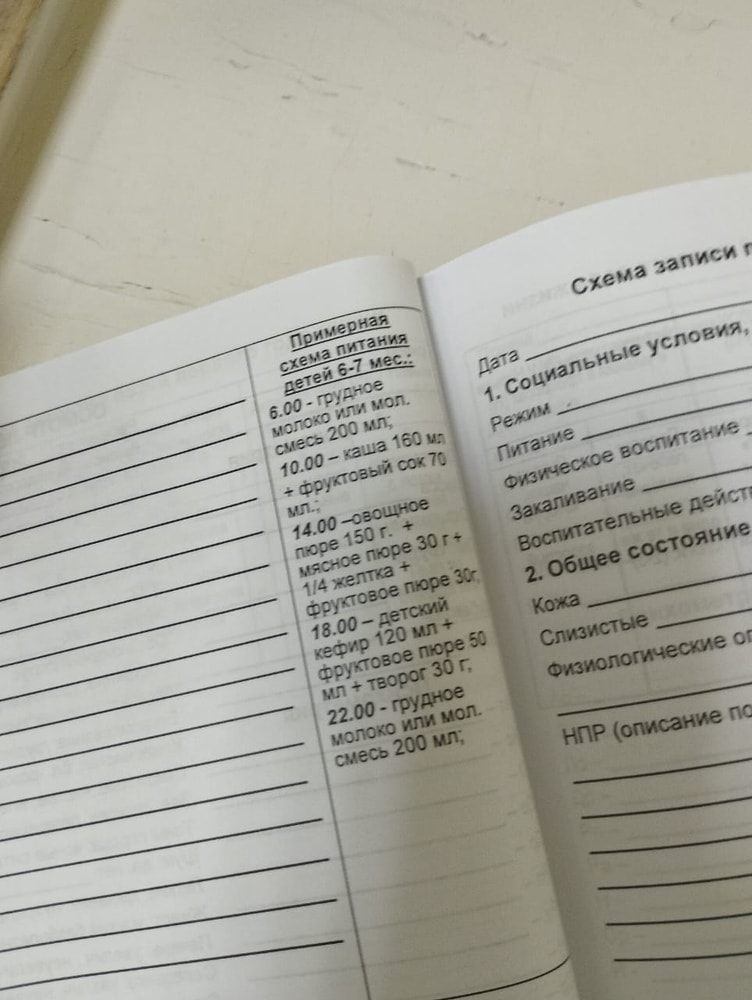 Примерная
схема питания
детей 6-7 мес.:
6.00 - грудное
молоко или мол.
смесь 200 мл;
10.00 – каша 160 мл
+ фруктовый сок 70
мл.;
14.00 –овощное
пюре 150 г. +
мясное пюре 30 г +
1/4 желтка +
фруктовое пюре 30г;
18.00 – детский
кефир 120 мл +
фруктовое пюре 50
мл + творог 30 г;
22.00 - грудное
молоко или мол.
смесь 200 мл;
Схема записи
Дата
1. Социальные условия,
Режим
Питание
Физическое воспитание
Закаливание
Воспитательные
2. Общее состояние
Кожа
Слизистые
Физиологические
НПР (описание